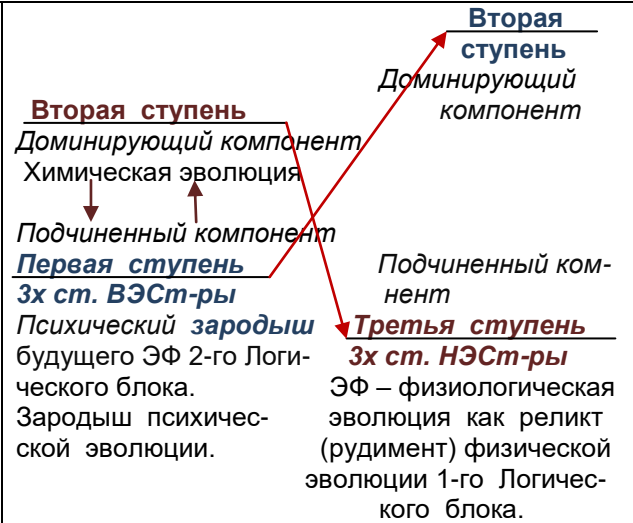 Вторая
ступень
Доминирующий
компонент
Вторая ступень
Доминирующий компонент
Химическая эволюция
Подчиненный компонент
Первая ступень
3х ст. ВЭСт-ры
Психический зародыш
будущего ЭФ 2-го Логи-
ческого блока.
Зародыш психичес-
ской эволюции.
Подчиненный ком-
нент
Третья ступень
3х ст. НЭСт-ры
ЭФ – физиологическая
эволюция как реликт
(рудимент) физической
эволюции 1-го Логичес-
кого блока.